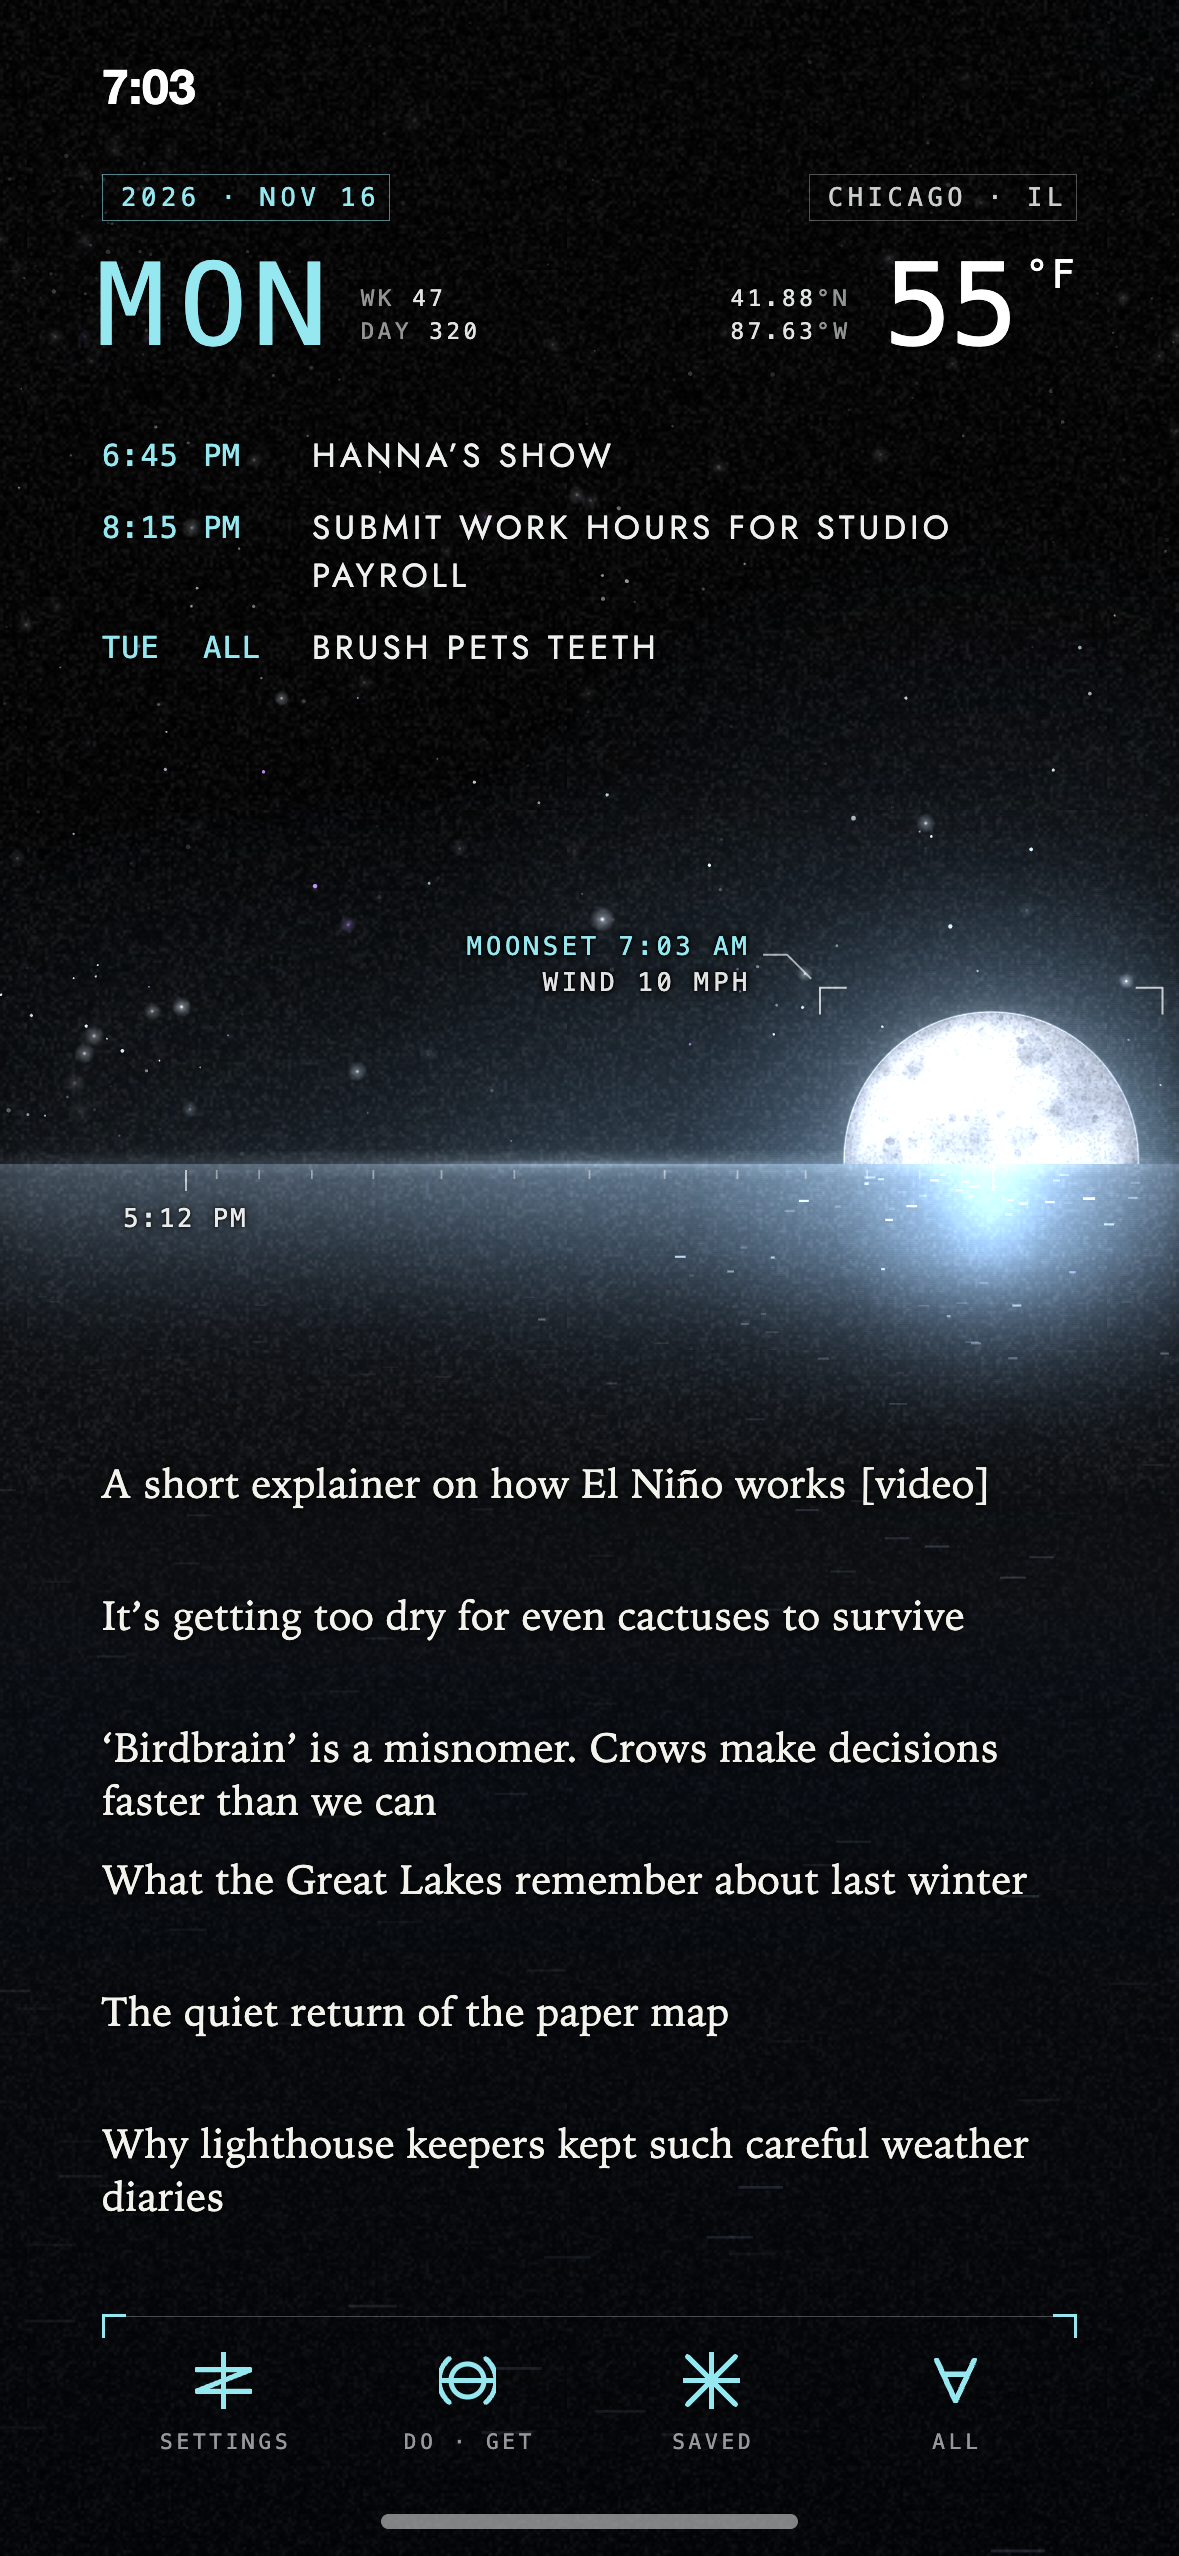 7:03
2026 · NOV 16
CHICAGO · IL
MON
WK 47
DAY 320
41.88°N
87.63°W
55°F
6:45 PM HANNA’S SHOW
8:15 PM SUBMIT WORK HOURS FOR STUDIO
PAYROLL
TUE ALL BRUSH PETS TEETH
MOONSET 7:03 AM
WIND 10 MPH
5:12 PM
A short explainer on how El Niño works [video]
It’s getting too dry for even cactuses to survive
‘Birdbrain’ is a misnomer. Crows make decisions
faster than we can
What the Great Lakes remember about last winter
The quiet return of the paper map
Why lighthouse keepers kept such careful weather
diaries
SETTINGS
DO · GET
SAVED
ALL